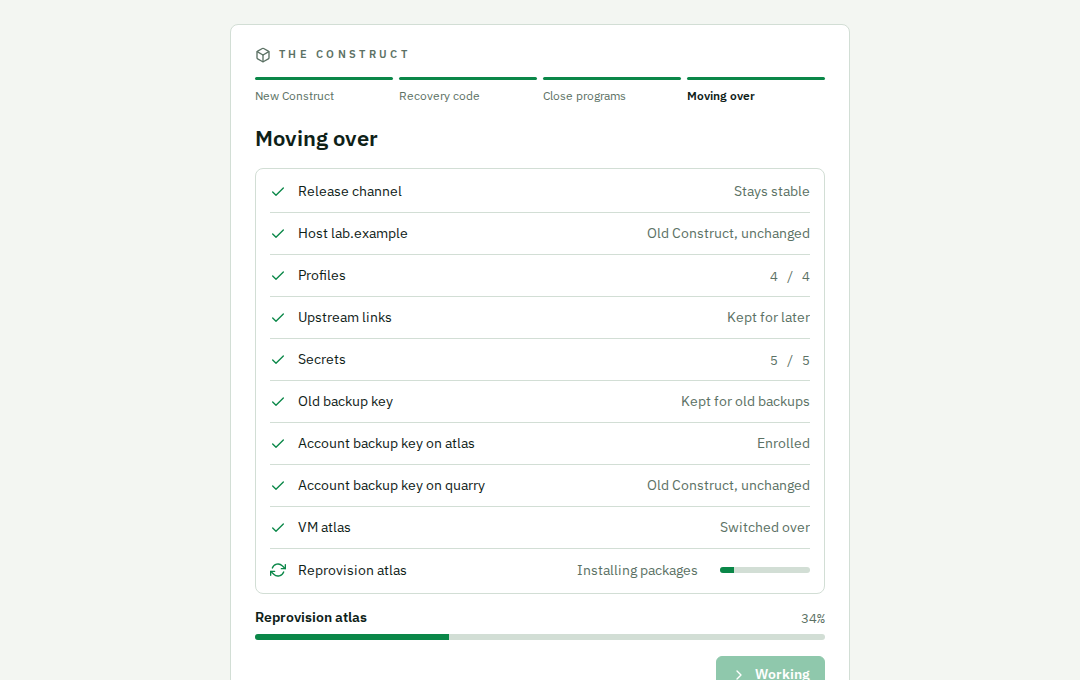 THE CONSTRUCT
New Construct Recovery code Close programs Moving over
Moving over
Release channel Stays stable
Host lab.example Old Construct, unchanged
Profiles 4 / 4
Upstream links Kept for later
Secrets 5 / 5
Old backup key Kept for old backups
Account backup key on atlas Enrolled
Account backup key on quarry Old Construct, unchanged
VM atlas Switched over
Reprovision atlas Installing packages
Reprovision atlas 34%
Working